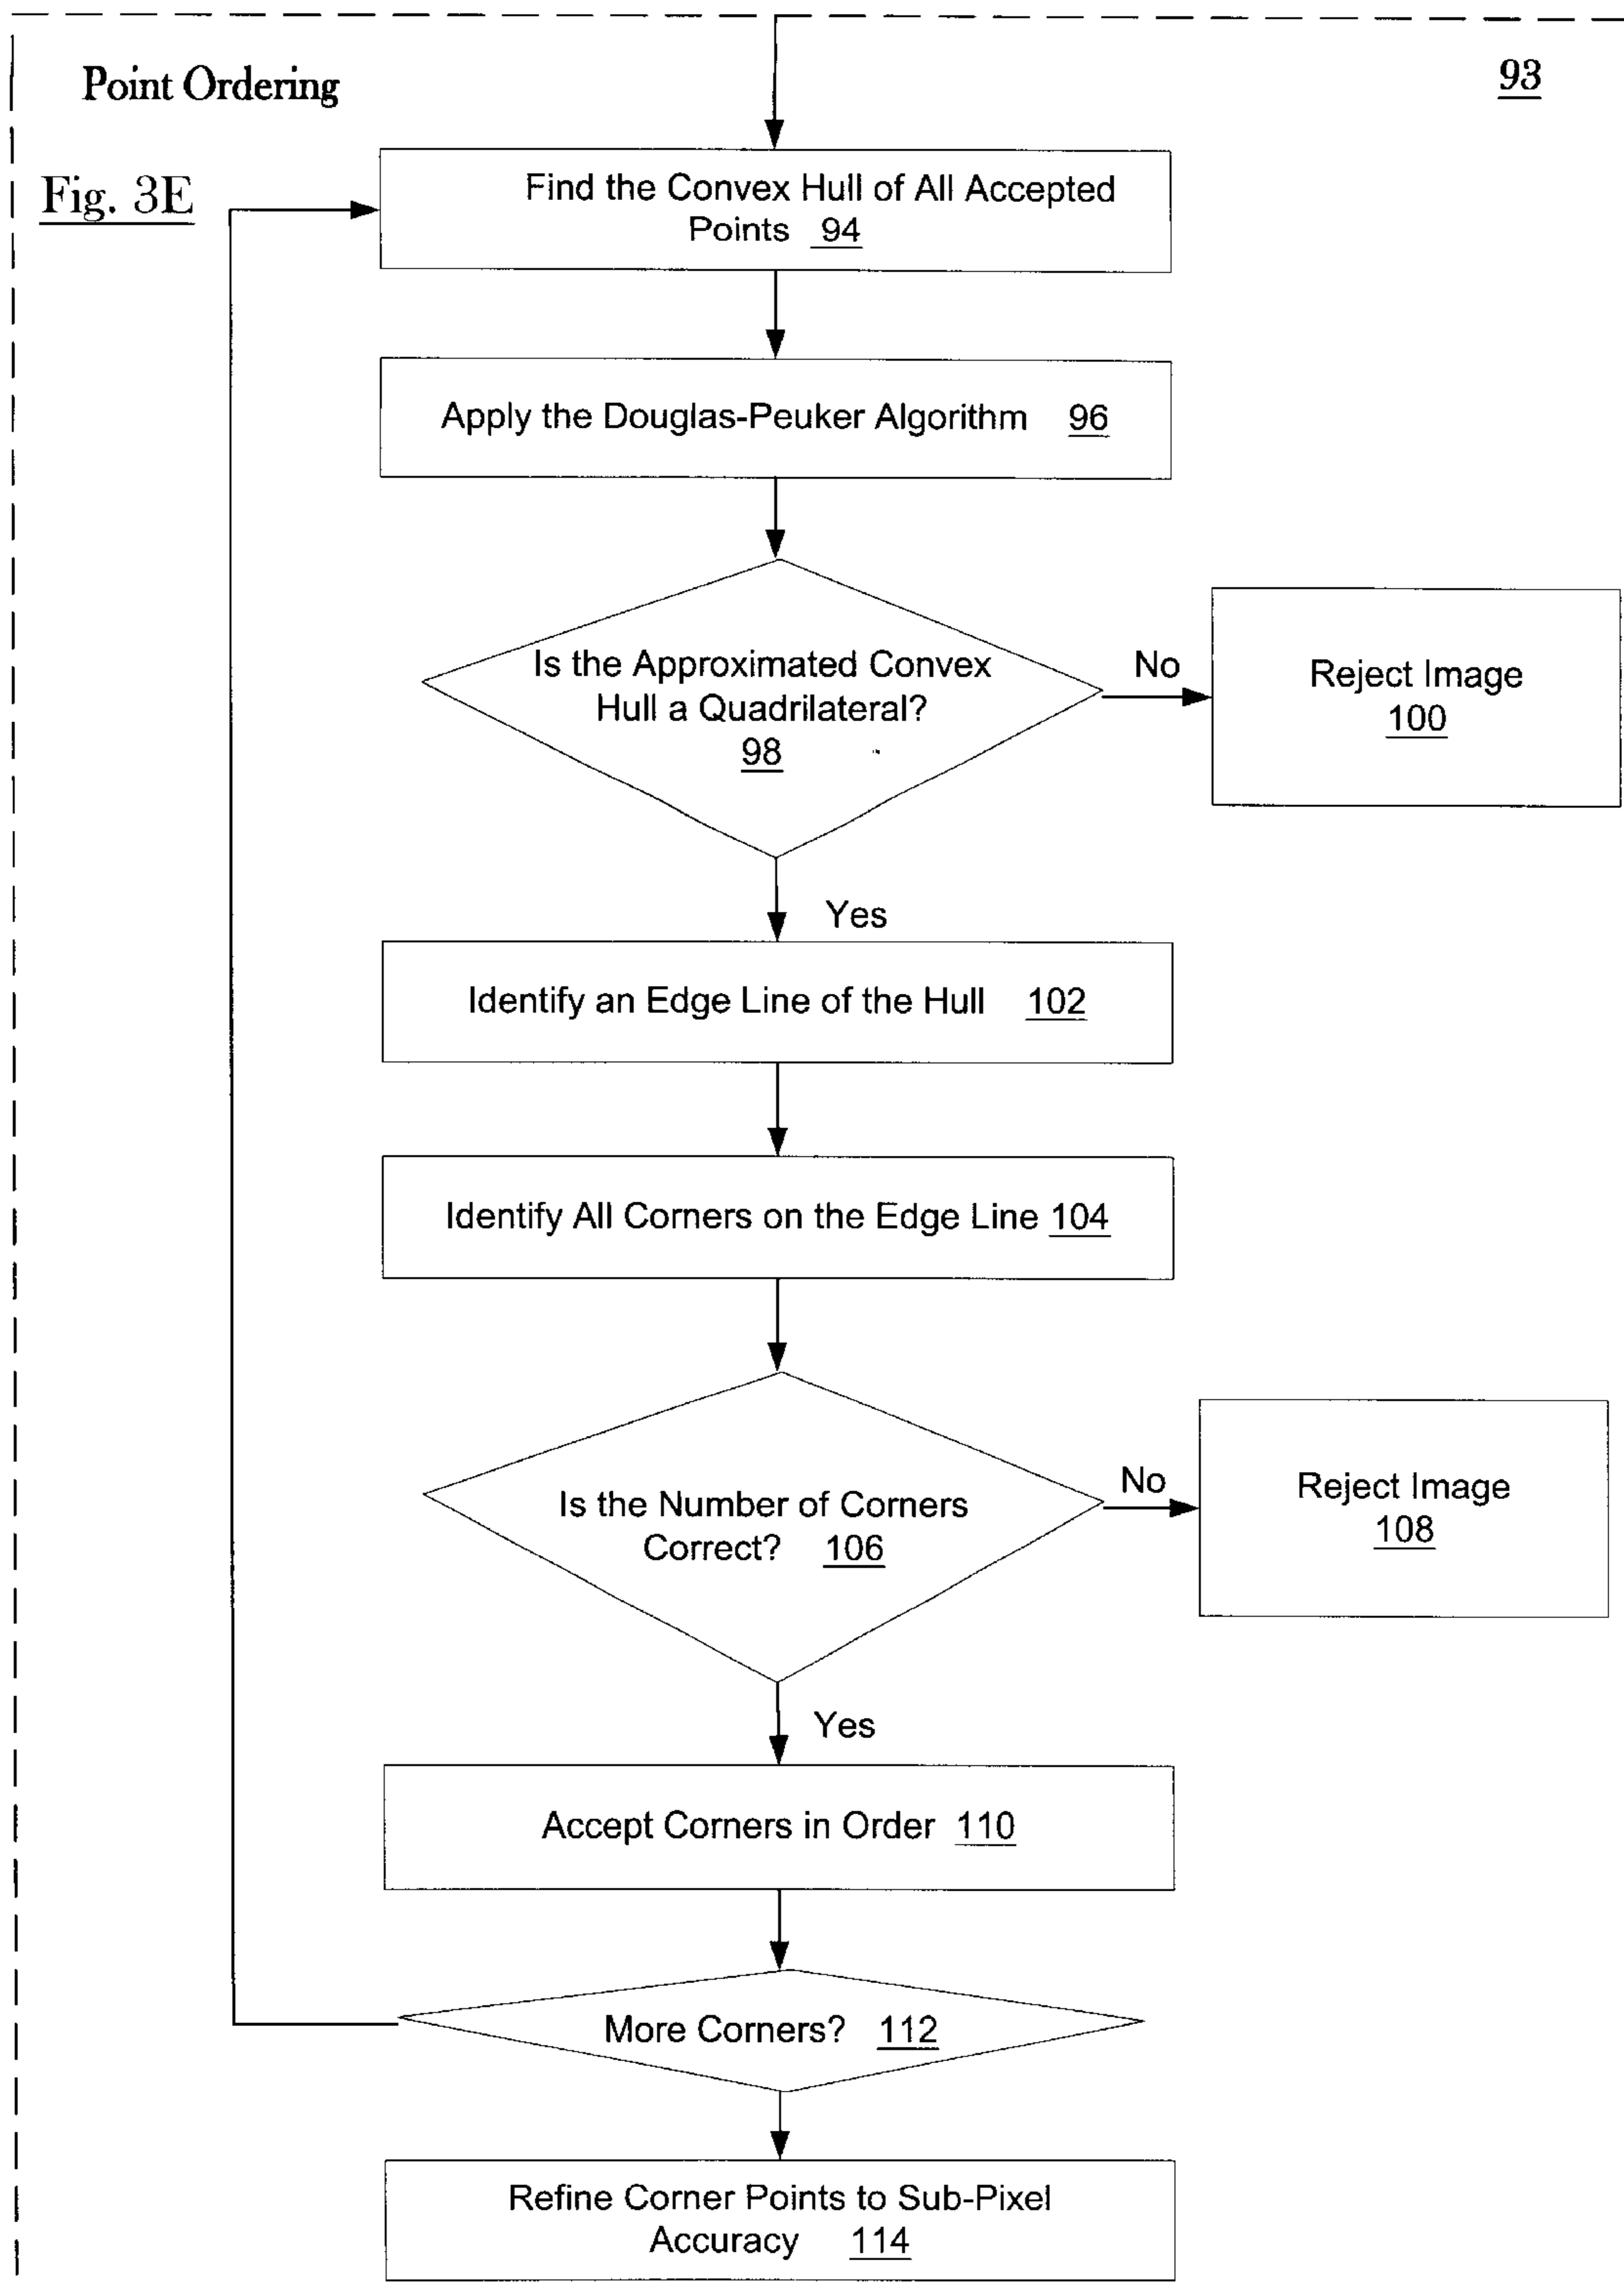 Point Ordering
93
Fig. 3E
Find the Convex Hull of All Accepted
Points 94
Apply the Douglas-Peuker Algorithm 96
Is the Approximated Convex
Hull a Quadrilateral?
98
No
Reject Image
100
Yes
Identify an Edge Line of the Hull 102
Identify All Corners on the Edge Line 104
Is the Number of Corners
Correct? 106
No
Reject Image
108
Yes
Accept Corners in Order 110
More Corners? 112
Refine Corner Points to Sub-Pixel
Accuracy 114